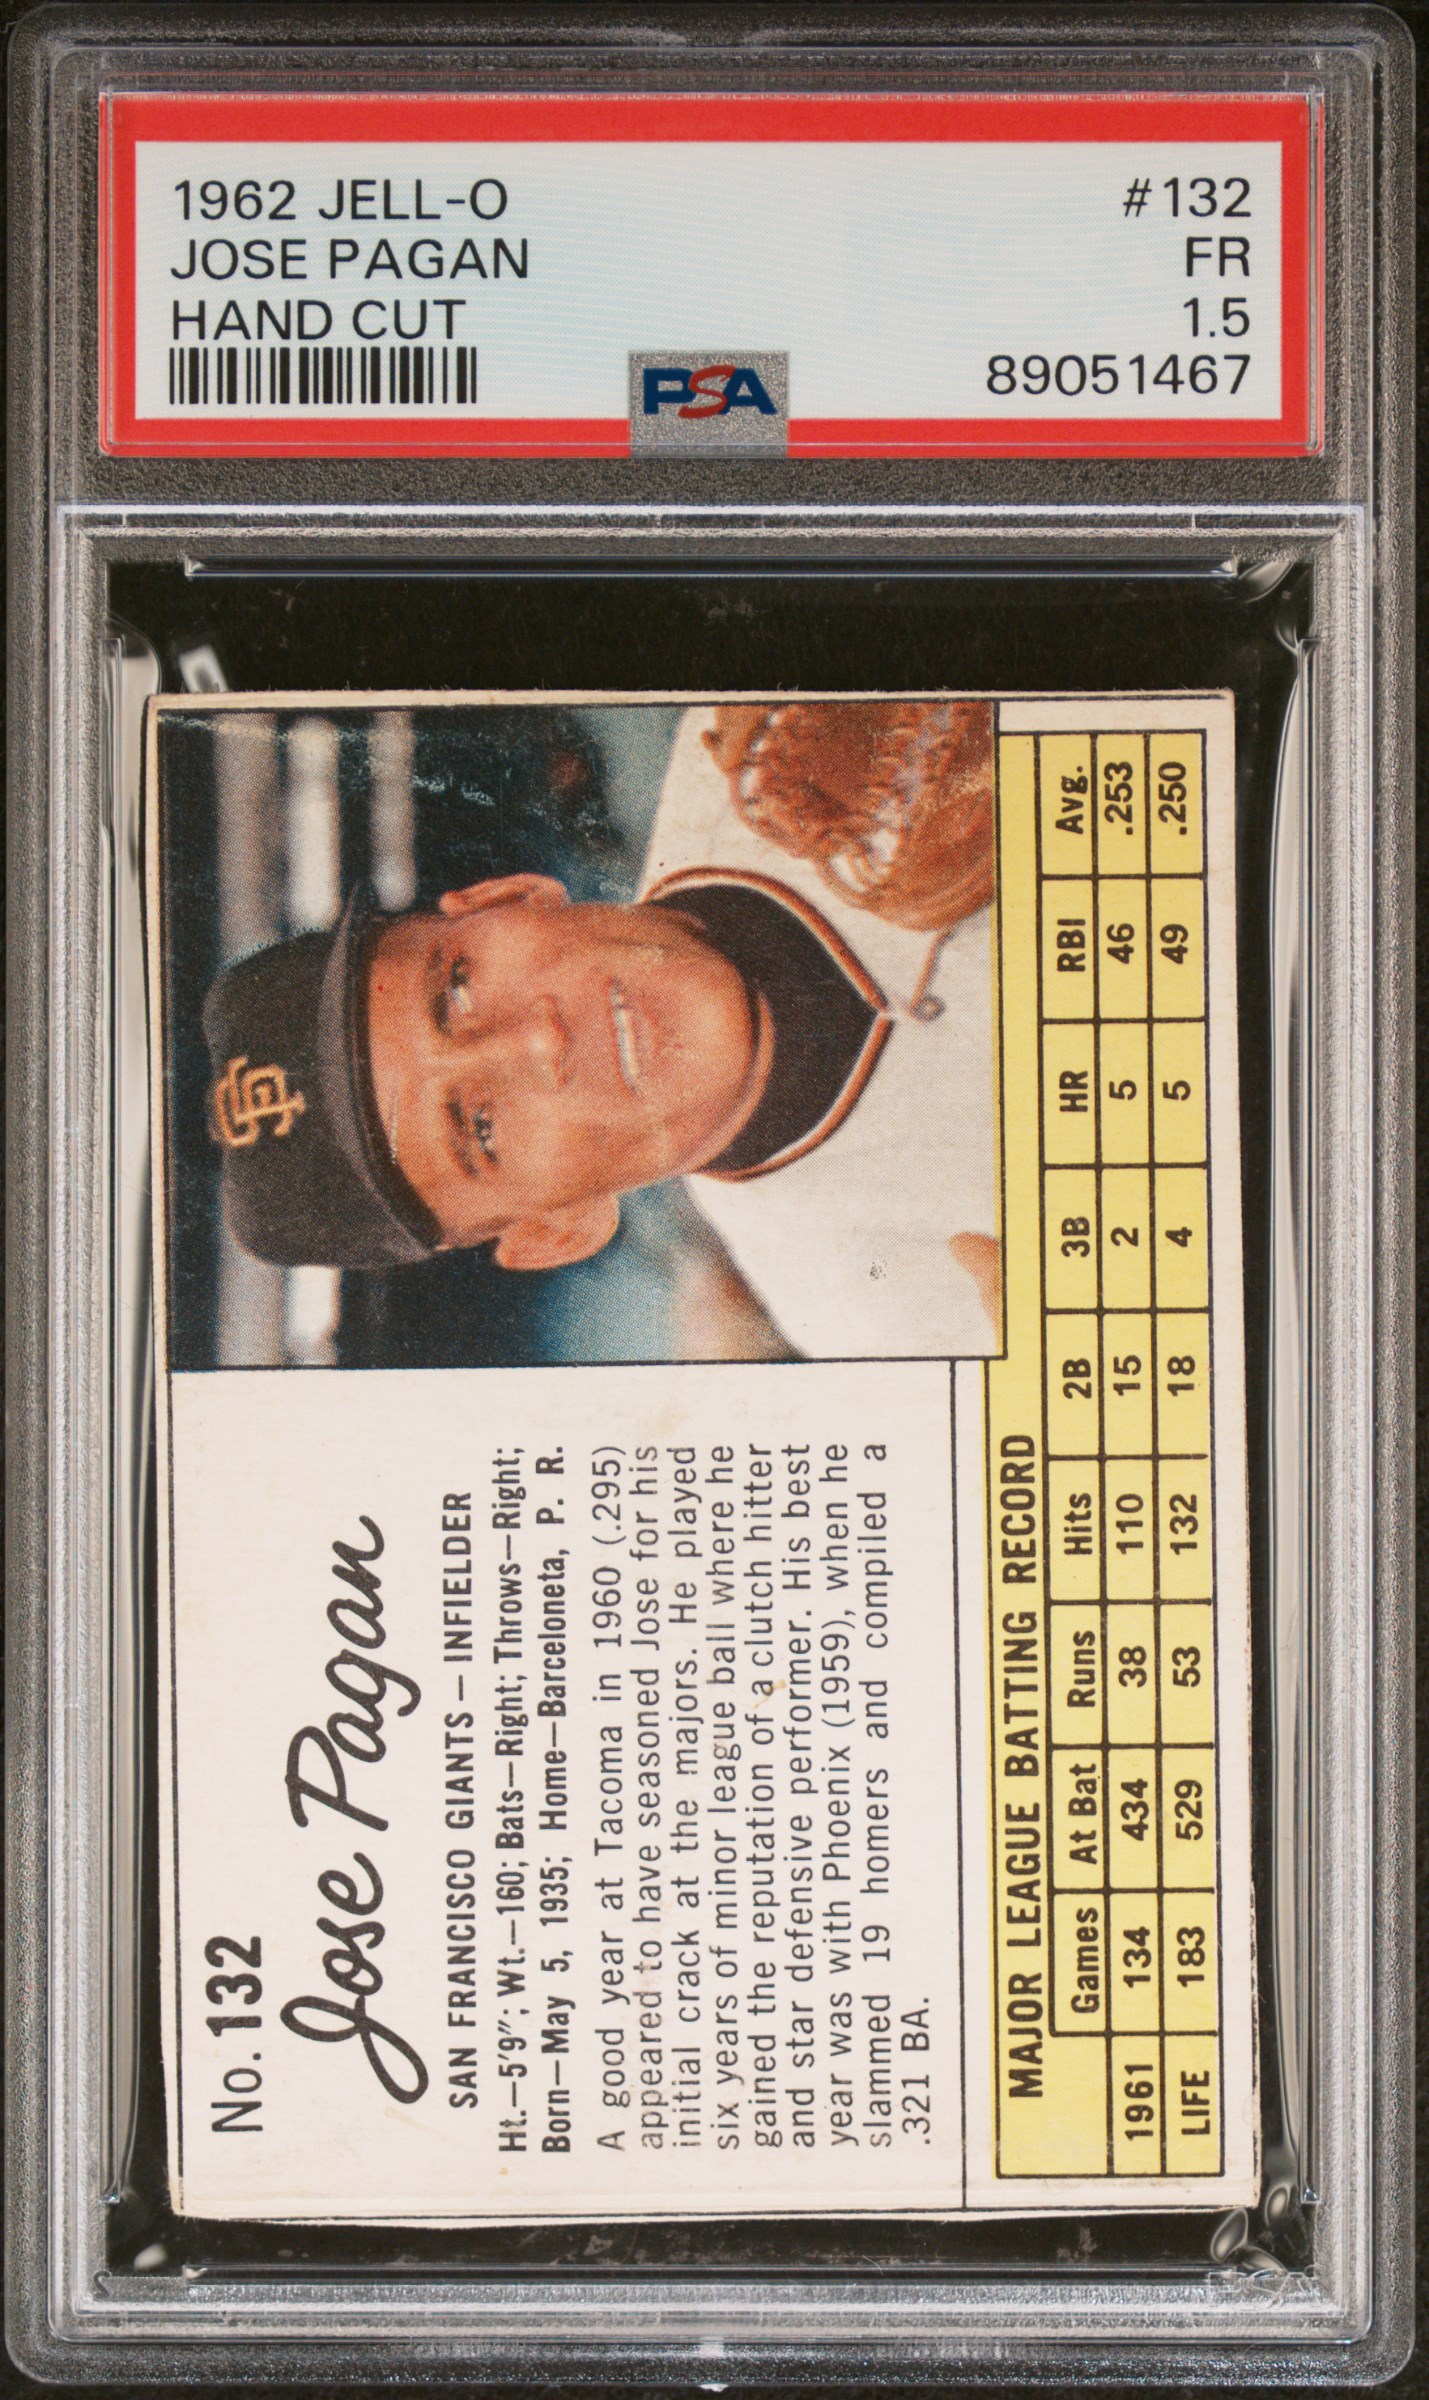 1962 JELL-O #132
JOSE PAGAN FR
HAND CUT 1.5
PSA 89051467
No. 132
Jose Pagan
SAN FRANCISCO GIANTS—INFIELDER
Ht.—5'9"; Wt.—160; Bats—Right; Throws—Right;
Born—May 5, 1935; Home—Barceloneta, P. R.
A good year at Tacoma in 1960 (.295)
appeared to have seasoned Jose for his
initial crack at the majors. He played
six years of minor league ball where he
gained the reputation of a clutch hitter
and star defensive performer. His best
year was with Phoenix (1959), when he
slammed 19 homers and compiled a
.321 BA.
SF
MAJOR LEAGUE BATTING RECORD
Games At Bat Runs Hits 2B 3B HR RBI Avg.
1961 134 434 38 110 15 2 5 46 .253
LIFE 183 529 53 132 18 4 5 49 .250